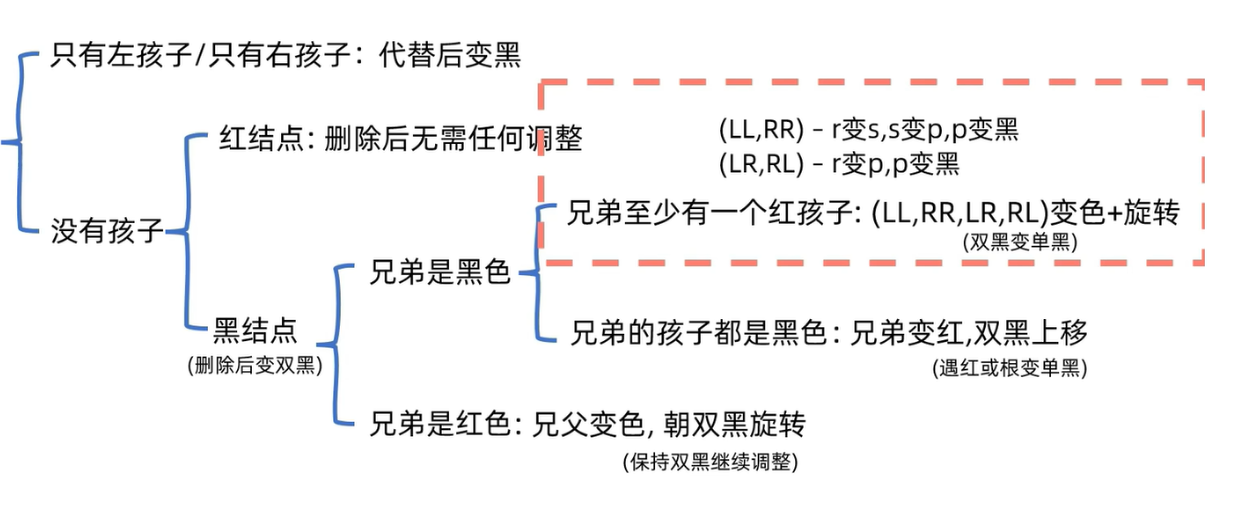 只有左孩子/只有右孩子：代替后变黑
红结点：删除后无需任何调整
(LL,RR) – r变s,s变p,p变黑
(LR,RL) – r变p,p变黑
兄弟至少有一个红孩子: (LL,RR,LR,RL)变色+旋转
(双黑变单黑)
没有孩子
兄弟是黑色
黑结点
(删除后变双黑)
兄弟的孩子都是黑色：兄弟变红,双黑上移
(遇红或根变单黑)
兄弟是红色：兄父变色, 朝双黑旋转
(保持双黑继续调整)